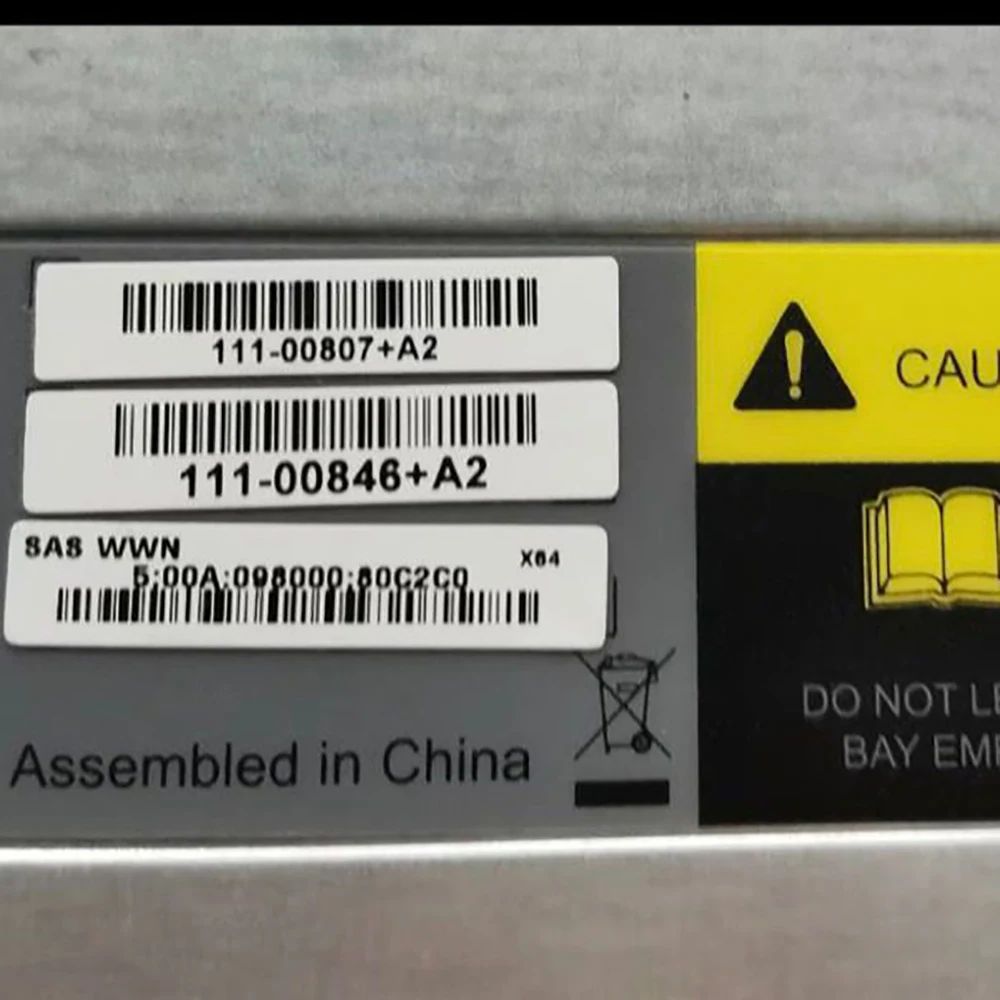 111-00807+A2
111-00846+A2
SAS WWN
X64
5:00A:098000:80C2C0
Assembled in China
CAU
DO NOT LE
BAY EM